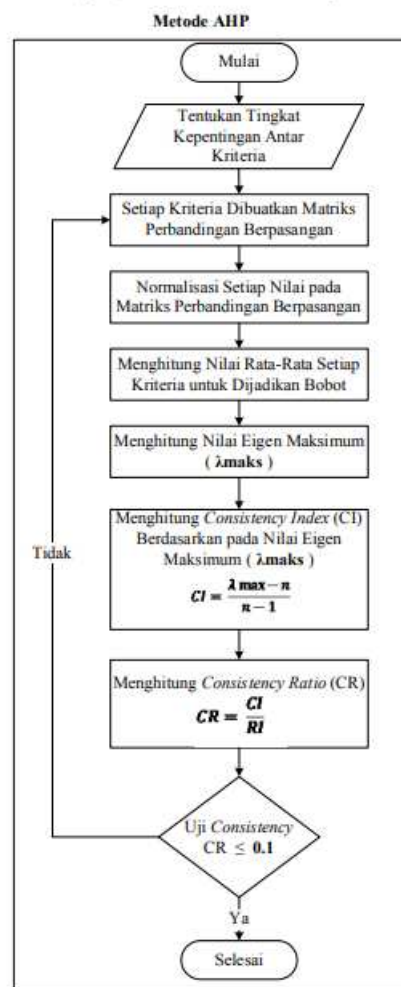 Metode AHP
Mulai
Tentukan Tingkat
Kepentingan Antar
Kriteria
Setiap Kriteria Dibuatkan Matriks
Perbandingan Berpasangan
Normalisasi Setiap Nilai pada
Matriks Perbandingan Berpasangan
Menghitung Nilai Rata-Rata Setiap
Kriteria untuk Dijadikan Bobot
Menghitung Nilai Eigen Maksimum
( λmaks )
Menghitung Consistency Index (CI)
Berdasarkan pada Nilai Eigen
Maksimum ( λmaks )
CI = (λ max − n) / (n − 1)
Tidak
Menghitung Consistency Ratio (CR)
CR = CI / RI
Uji Consistency
CR ≤ 0.1
Ya
Selesai